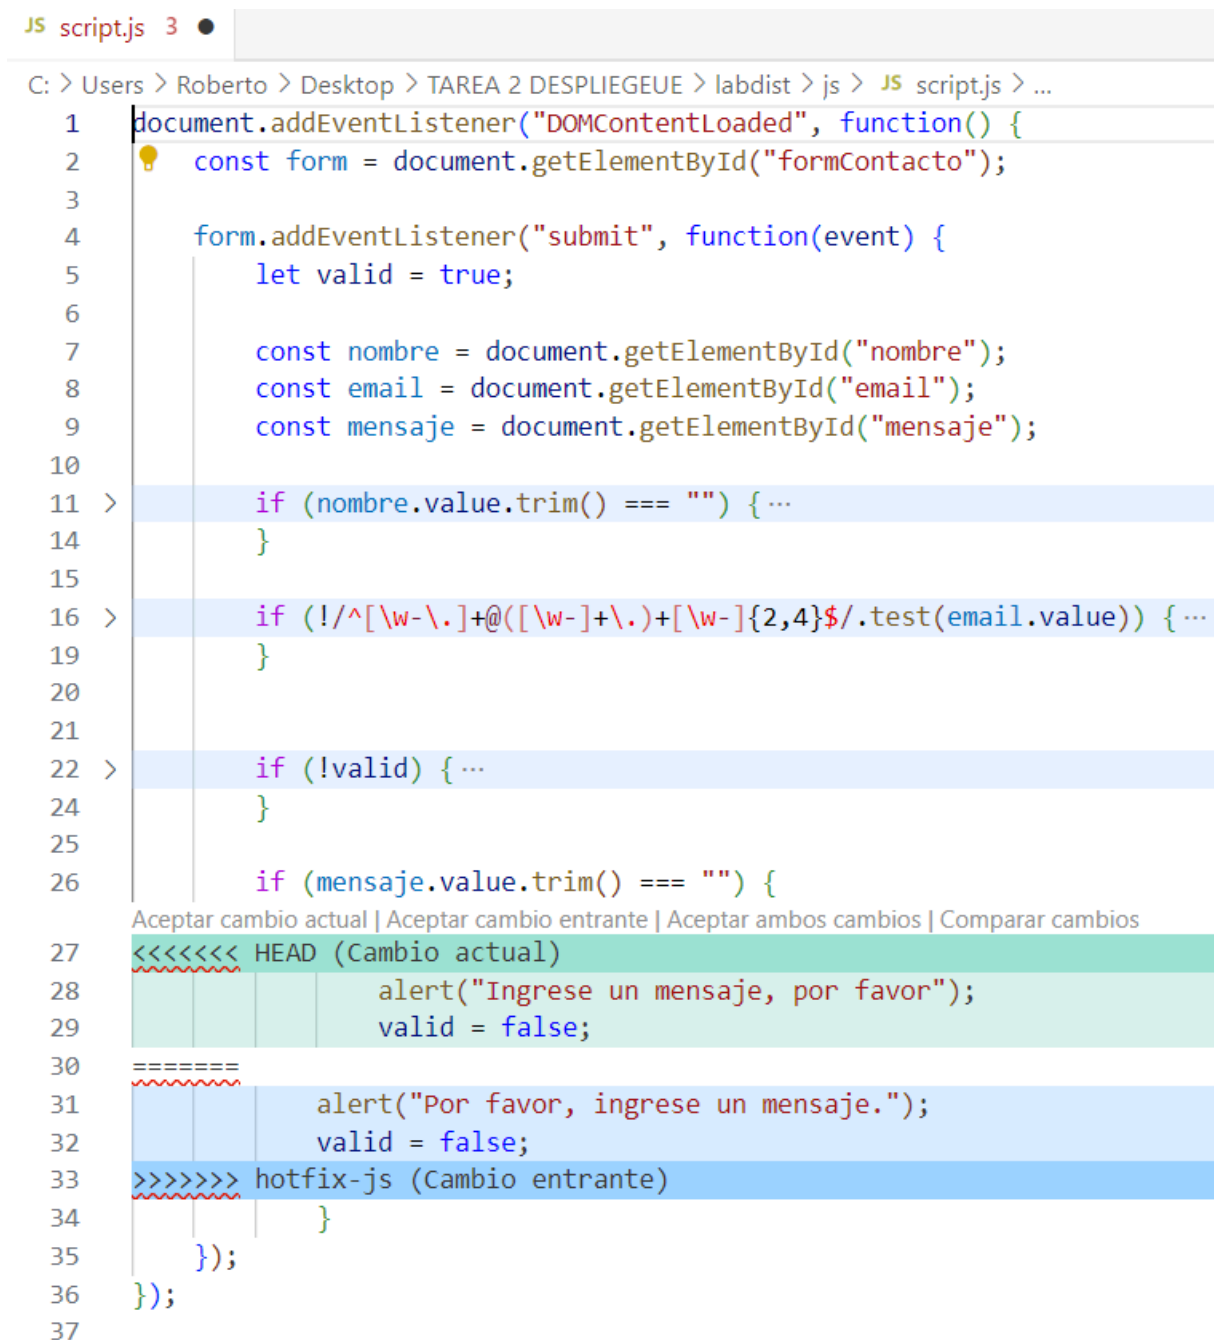 JS script.js 3 ●
C: > Users > Roberto > Desktop > TAREA 2 DESPLIEGEUE > labdist > js > JS script.js > ...
1 document.addEventListener("DOMContentLoaded", function() {
2 const form = document.getElementById("formContacto");
3
4 form.addEventListener("submit", function(event) {
5 let valid = true;
6
7 const nombre = document.getElementById("nombre");
8 const email = document.getElementById("email");
9 const mensaje = document.getElementById("mensaje");
10
11 > if (nombre.value.trim() === "") { ···
14 }
15
16 > if (!/^[\w-\.]+@([\w-]+\.)+[\w-]{2,4}$/.test(email.value)) { ···
19 }
20
21
22 > if (!valid) { ···
24 }
25
26 if (mensaje.value.trim() === "") {
Aceptar cambio actual | Aceptar cambio entrante | Aceptar ambos cambios | Comparar cambios
27 <<<<<<< HEAD (Cambio actual)
28 alert("Ingrese un mensaje, por favor");
29 valid = false;
30 =======
31 alert("Por favor, ingrese un mensaje.");
32 valid = false;
33 >>>>>>> hotfix-js (Cambio entrante)
34 }
35 });
36 });
37